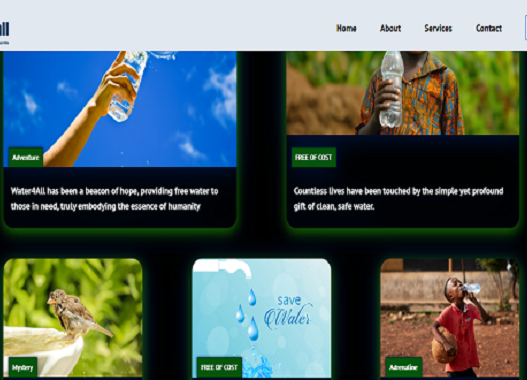 Home About Services Contact
Adventure
FREE OF COST
Water4All has been a beacon of hope, providing free water to
those in need, truly embodying the essence of humanity
Countless lives have been touched by the simple yet profound
gift of clean, safe water.
save
Water
Mystery
FREE OF COST
Adrenaline